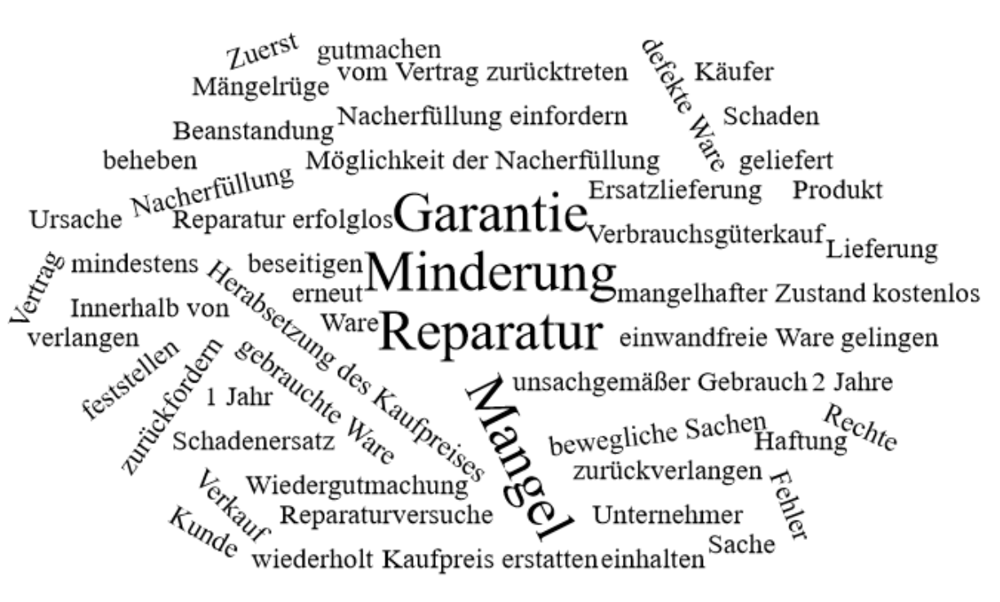 Zuerst
gutmachen
vom Vertrag zurücktreten
defekte Ware
Käufer
Mängelrüge
Nacherfüllung einfordern
Schaden
Beanstandung
beheben
Möglichkeit der Nacherfüllung
geliefert
Nacherfüllung
Ersatzlieferung
Produkt
Ursache
Reparatur erfolglos
Garantie
Verbrauchsgüterkauf
Lieferung
Vertrag
mindestens
Herabsetzung des Kaufpreises
beseitigen
Minderung
erneut
mangelhafter Zustand
kostenlos
Innerhalb von
Ware
Reparatur
einwandfreie Ware
gelingen
verlangen
feststellen
zurückfordern
gebrauchte Ware
Mangel
unsachgemäßer Gebrauch
2 Jahre
1 Jahr
bewegliche Sachen
Rechte
Schadenersatz
Haftung
zurückverlangen
Fehler
Verkauf
Wiedergutmachung
Kunde
Reparaturversuche
Unternehmer
Sache
wiederholt
Kaufpreis erstatten
einhalten